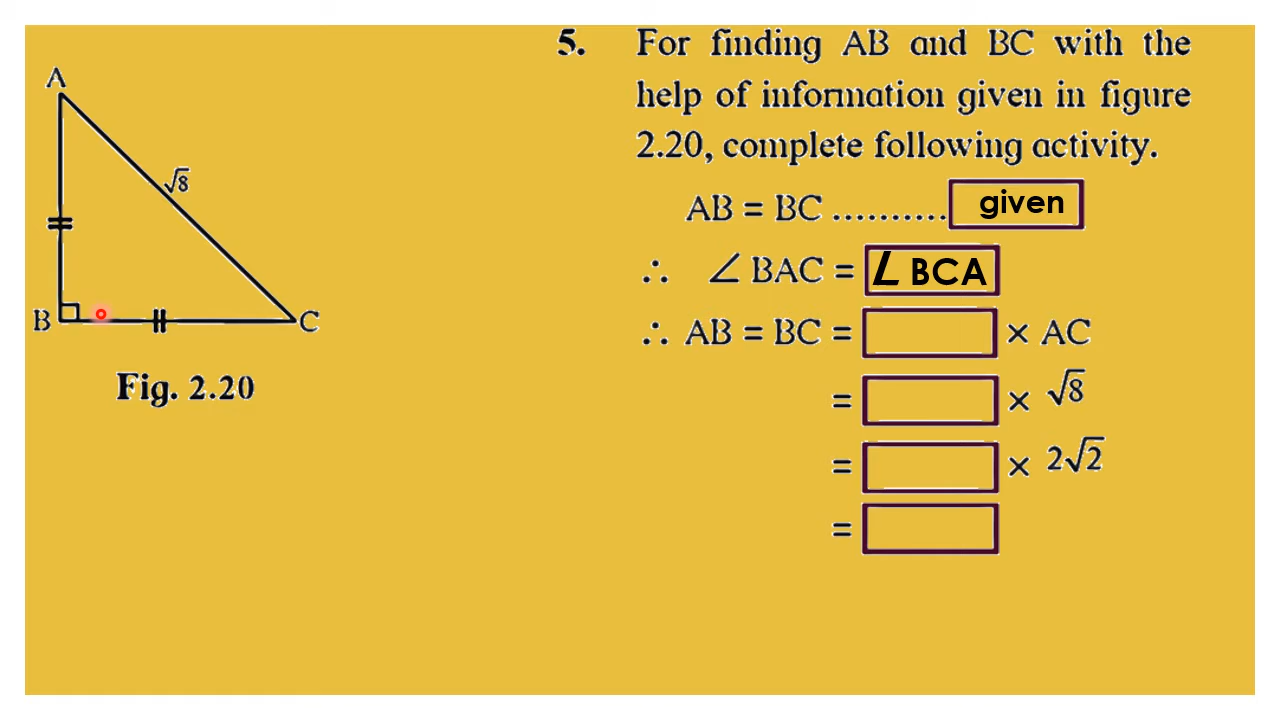 5. For finding AB and BC with the
help of information given in figure
2.20, complete following activity.
AB = BC .......... given
∴ ∠ BAC = ∠ BCA
∴ AB = BC = × AC
= × √8
= × 2√2
=
A
√8
B
C
Fig. 2.20